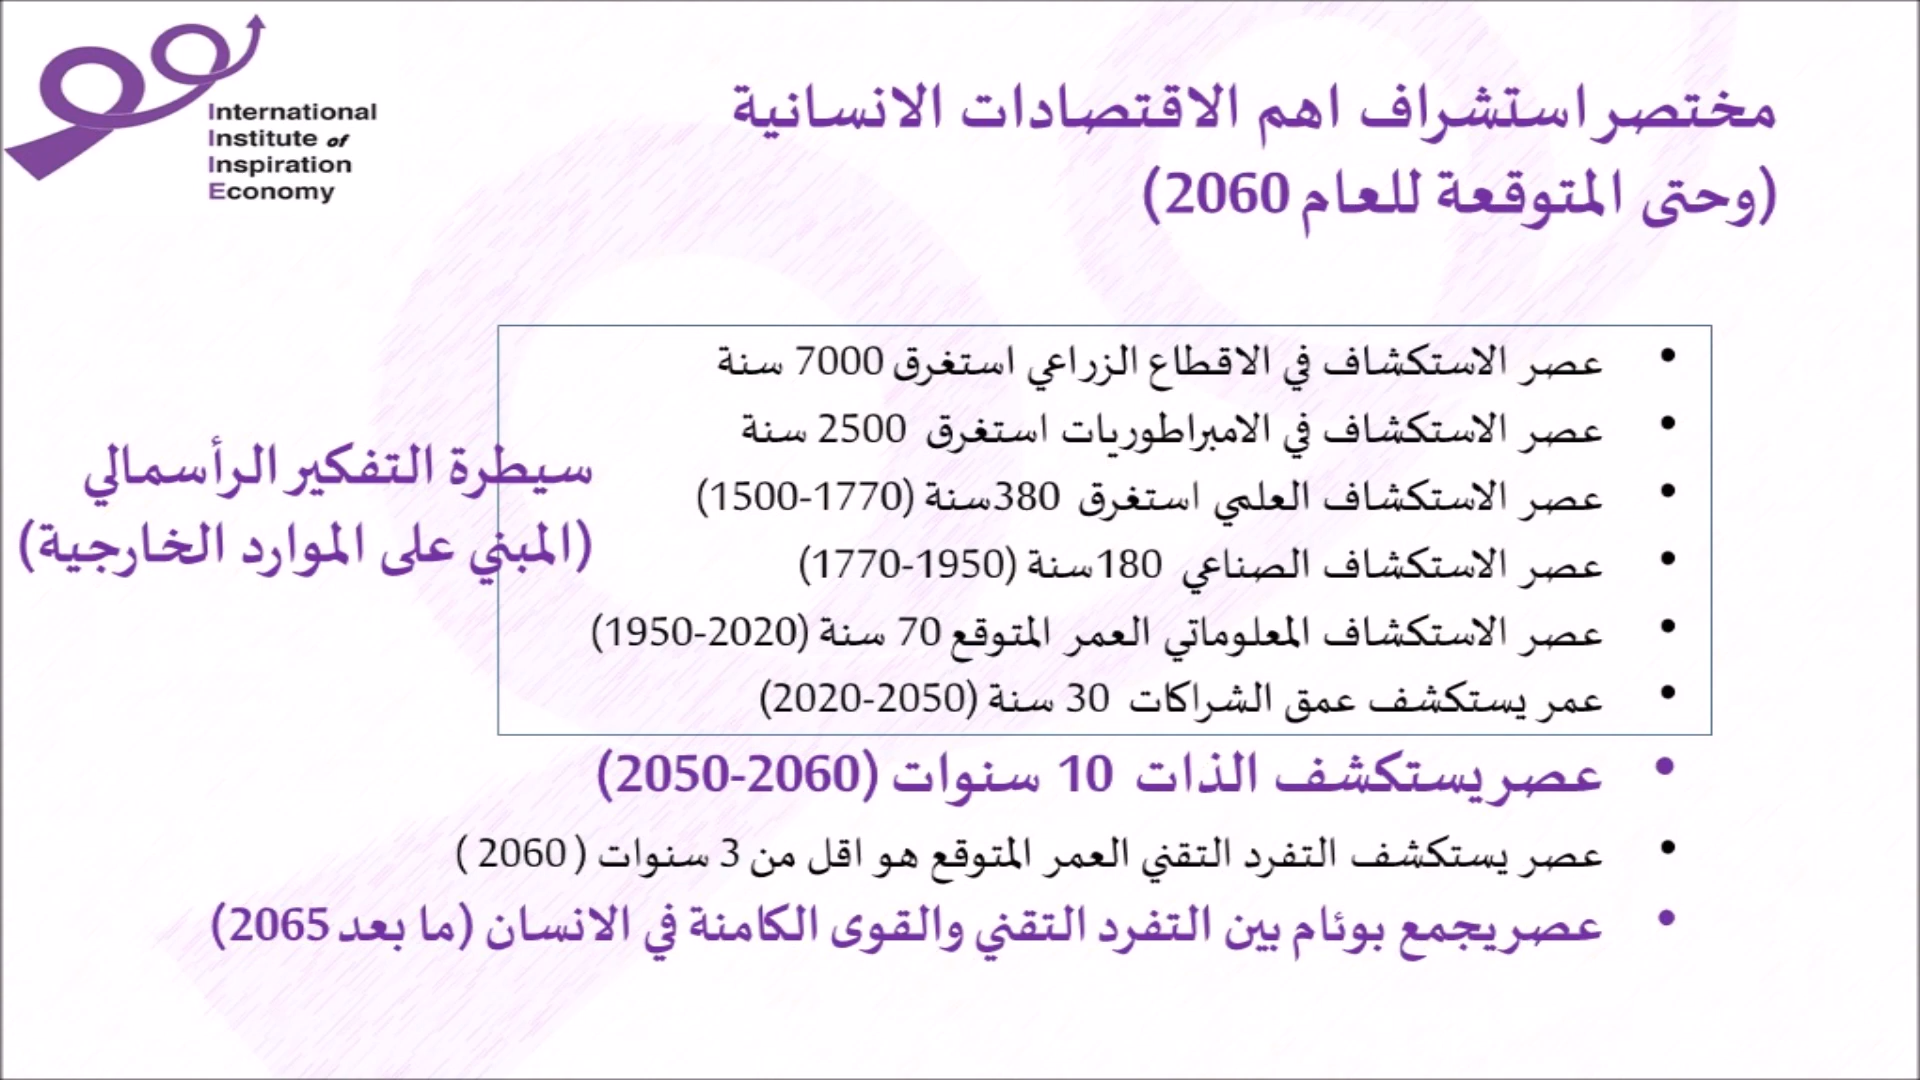 International
Institute of
Inspiration
Economy
مختصر استشراف اهم الاقتصادات الانسانية
(وحتى المتوقعة للعام 2060)
• عصر الاستكشاف في الاقطاع الزراعي استغرق 7000 سنة
• عصر الاستكشاف في الامبراطوريات استغرق 2500 سنة
• عصر الاستكشاف العلمي استغرق 380سنة (1770-1500)
• عصر الاستكشاف الصناعي 180سنة (1950-1770)
• عصر الاستكشاف المعلوماتي العمر المتوقع 70 سنة (2020-1950)
• عمر يستكشف عمق الشراكات 30 سنة (2050-2020)
سيطرة التفكير الرأسمالي
(المبني على الموارد الخارجية)
• عصر يستكشف الذات 10 سنوات (2060-2050)
• عصر يستكشف التفرد التقني العمر المتوقع هو اقل من 3 سنوات ( 2060 )
• عصر يجمع بوئام بين التفرد التقني والقوى الكامنة في الانسان (ما بعد 2065)